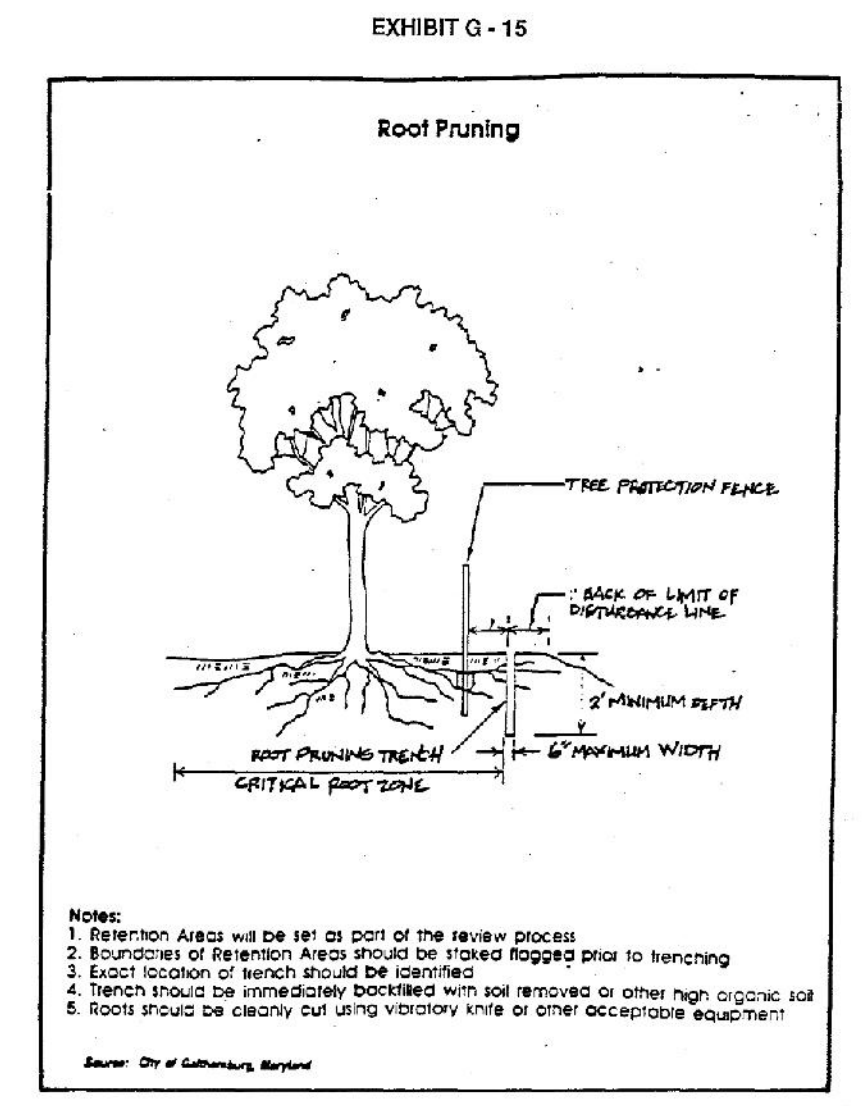 EXHIBIT G - 15
Root Pruning
TREE PROTECTION FENCE
BACK OF LIMIT OF
DISTURBANCE LINE
2' MINIMUM DEPTH
ROOT PRUNING TRENCH
6" MAXIMUM WIDTH
CRITICAL ROOT ZONE
Notes:
1. Retention Areas will be set as part of the review process
2. Boundaries of Retention Areas should be staked flagged prior to trenching
3. Exact location of trench should be identified
4. Trench should be immediately backfilled with soil removed or other high organic soil
5. Roots should be cleanly cut using vibratory knife or other acceptable equipment
Source: City of Gaithersburg, Maryland